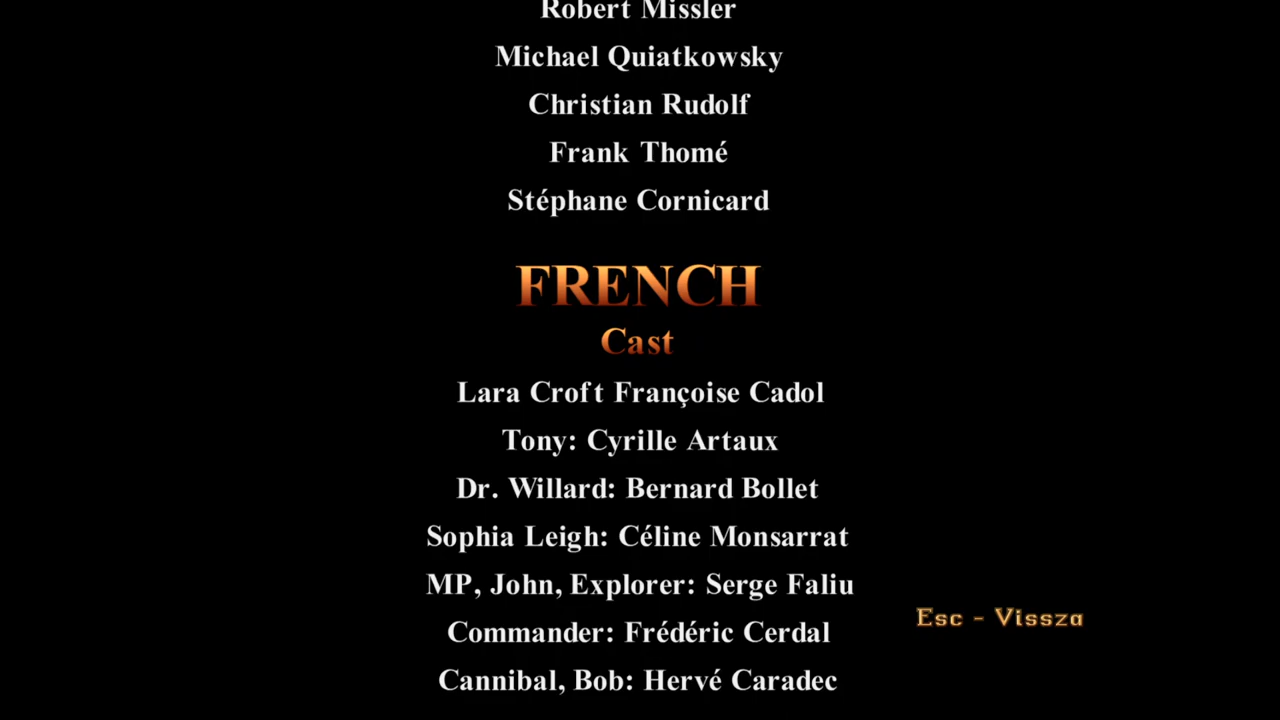 Robert Missler
Michael Quiatkowsky
Christian Rudolf
Frank Thomé
Stéphane Cornicard
FRENCH
Cast
Lara Croft Françoise Cadol
Tony: Cyrille Artaux
Dr. Willard: Bernard Bollet
Sophia Leigh: Céline Monsarrat
MP, John, Explorer: Serge Faliu
Esc - Vissza
Commander: Frédéric Cerdal
Cannibal, Bob: Hervé Caradec